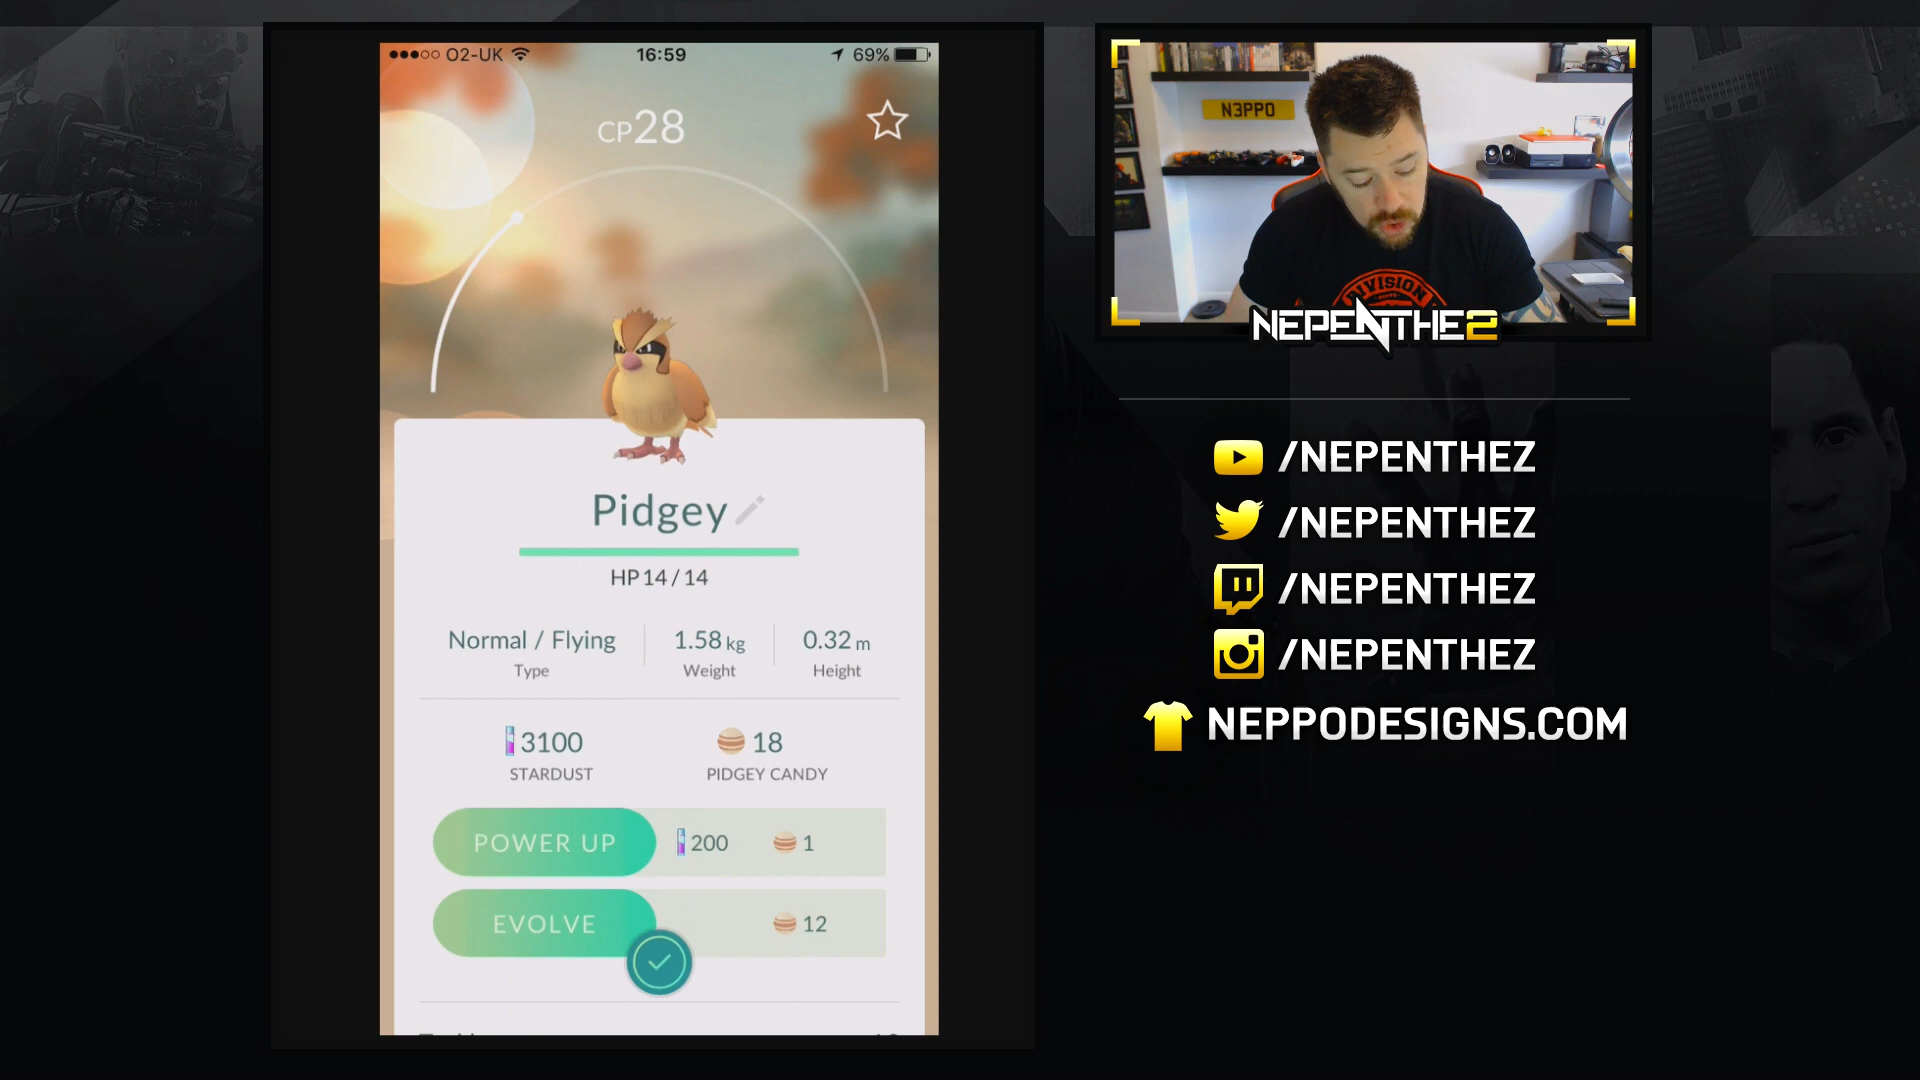 O2-UK 16:59 69%
CP28
Pidgey
HP 14 / 14
Normal / Flying
Type
1.58 kg
Weight
0.32 m
Height
3100
STARDUST
18
PIDGEY CANDY
POWER UP 200 1
EVOLVE 12
N3PPO
DIVISION
NEPENTHEZ
/NEPENTHEZ
/NEPENTHEZ
/NEPENTHEZ
/NEPENTHEZ
NEPPODESIGNS.COM